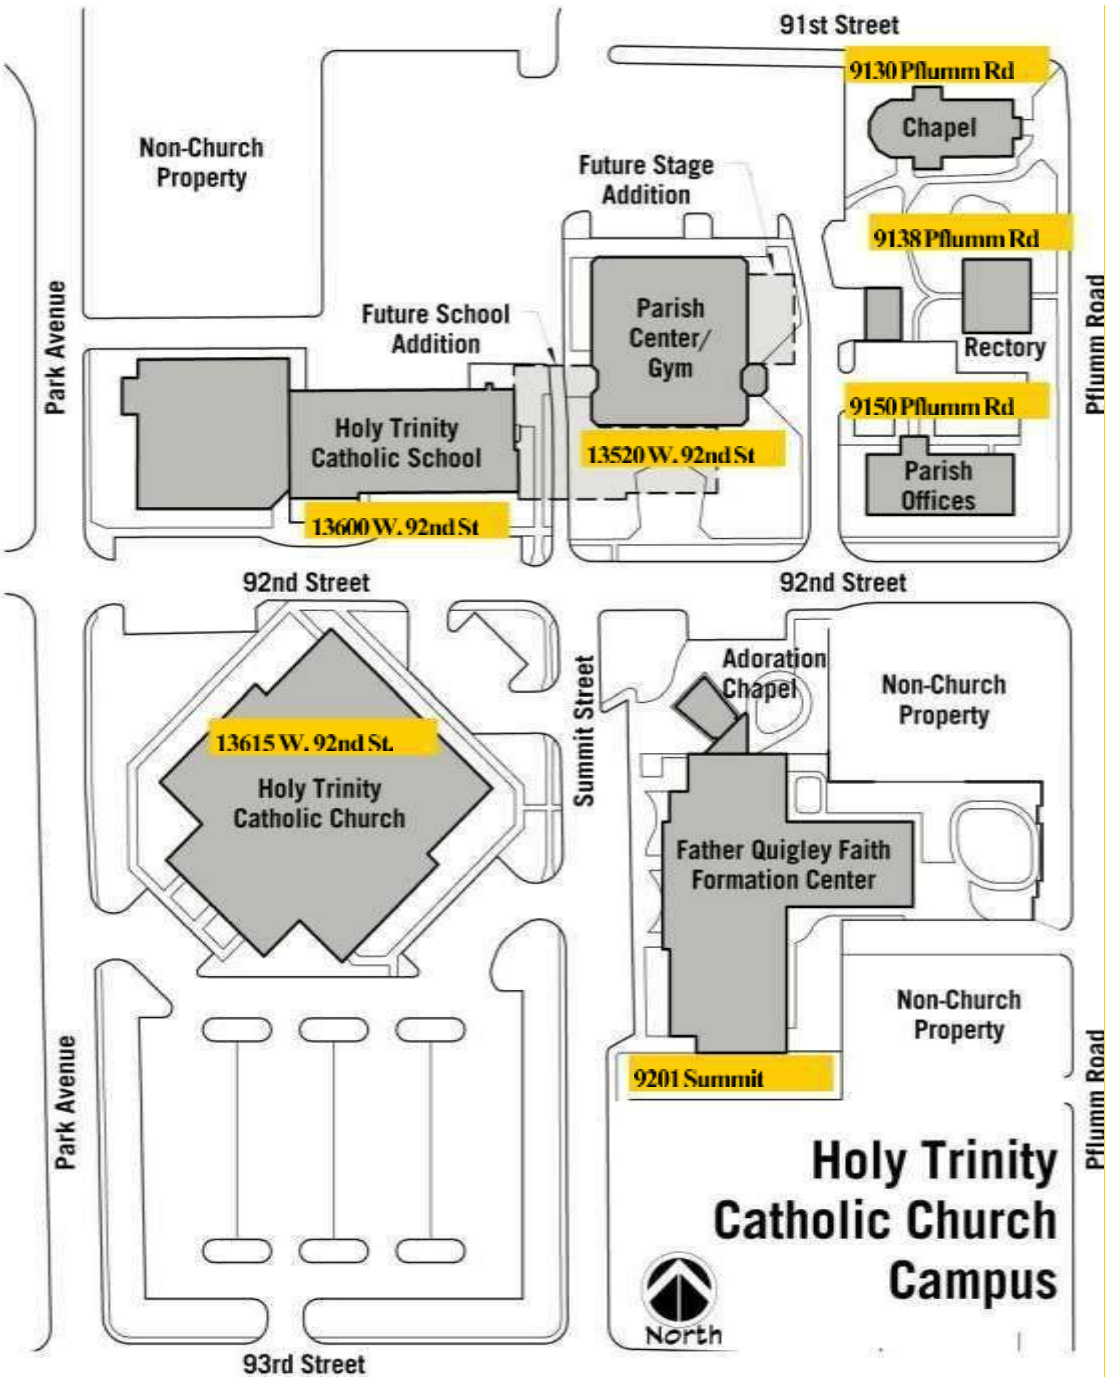 91st Street
9130 Pflumm Rd
Chapel
Non-Church
Property
Future Stage
Addition
9138 Pflumm Rd
Park Avenue
Future School
Addition
Parish
Center/
Gym
Rectory
Pflumm Road
9150 Pflumm Rd
Holy Trinity
Catholic School
13520 W. 92nd St
Parish
Offices
13600 W. 92nd St
92nd Street
92nd Street
Adoration
Chapel
Non-Church
Property
Summit Street
13615 W. 92nd St.
Holy Trinity
Catholic Church
Father Quigley Faith
Formation Center
Non-Church
Property
Park Avenue
9201 Summit
Pflumm Road
Holy Trinity
Catholic Church
Campus
North
93rd Street